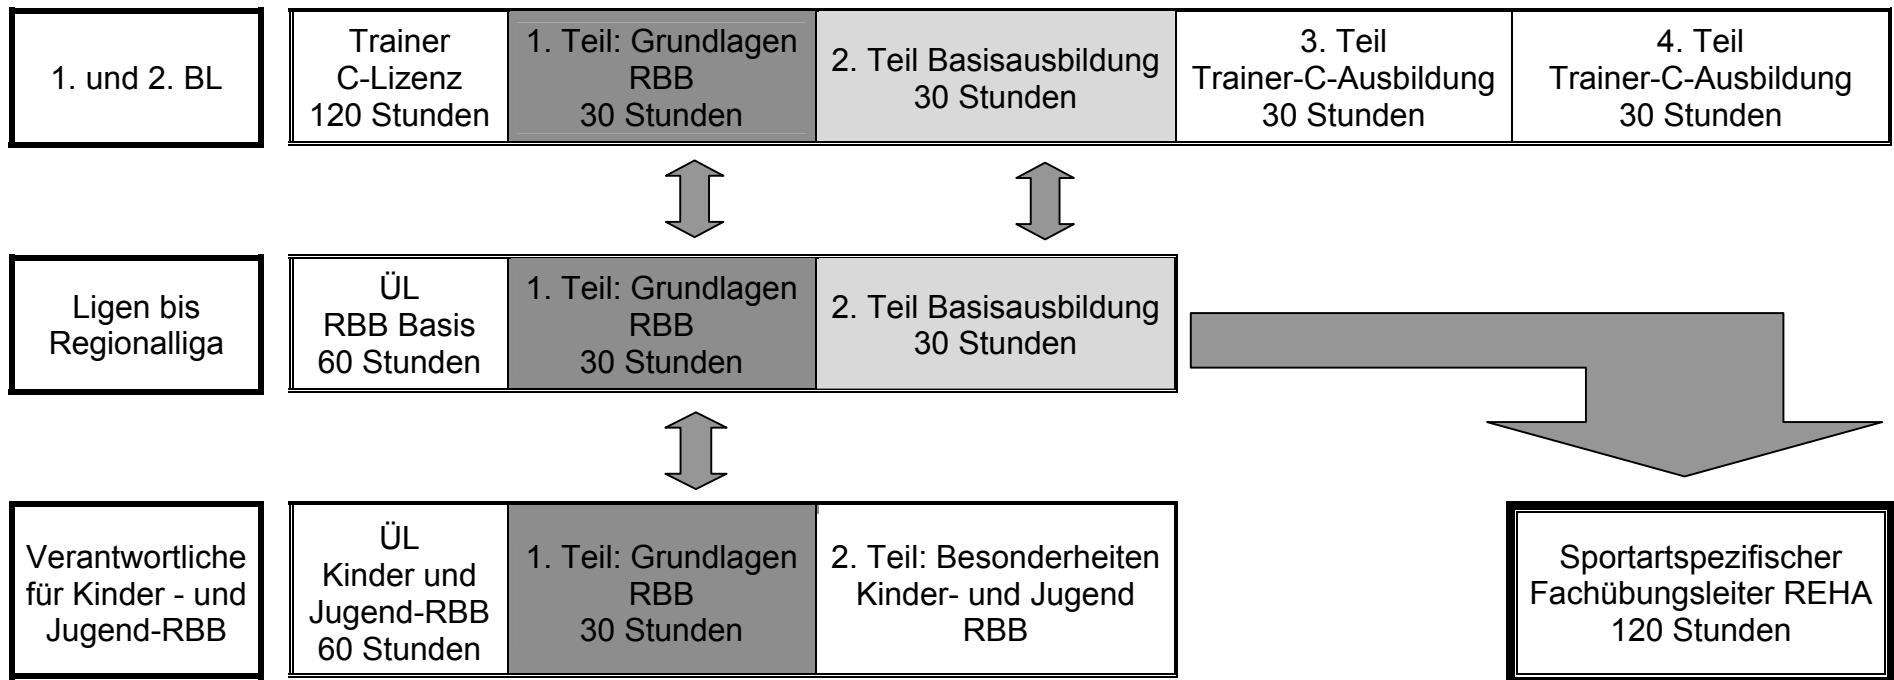 1. und 2. BL
Trainer
C-Lizenz
120 Stunden
1. Teil: Grundlagen
RBB
30 Stunden
2. Teil Basisausbildung
30 Stunden
3. Teil
Trainer-C-Ausbildung
30 Stunden
4. Teil
Trainer-C-Ausbildung
30 Stunden
Ligen bis
Regionalliga
ÜL
RBB Basis
60 Stunden
1. Teil: Grundlagen
RBB
30 Stunden
2. Teil Basisausbildung
30 Stunden
Verantwortliche
für Kinder - und
Jugend-RBB
ÜL
Kinder und
Jugend-RBB
60 Stunden
1. Teil: Grundlagen
RBB
30 Stunden
2. Teil: Besonderheiten
Kinder- und Jugend
RBB
Sportartspezifischer
Fachübungsleiter REHA
120 Stunden